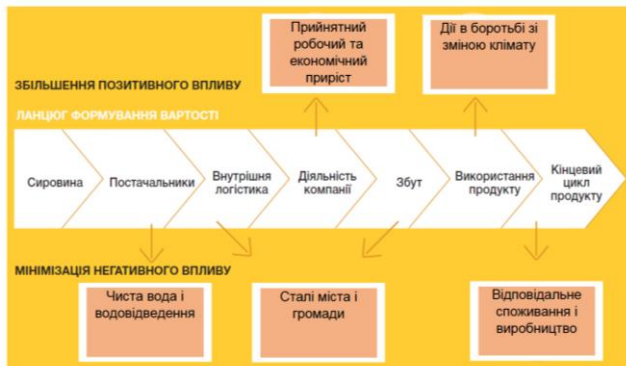 Прийнятний
робочий та
економічний
приріст
Дії в боротьбі зі
зміною клімату
ЗБІЛЬШЕННЯ ПОЗИТИВНОГО ВПЛИВУ
ЛАНЦЮГ ФОРМУВАННЯ ВАРТОСТІ
Сировина
Постачальники
Внутрішня
логістика
Діяльність
компанії
Збут
Використання
продукту
Кінцевий
цикл
продукту
МІНІМІЗАЦІЯ НЕГАТИВНОГО ВПЛИВУ
Чиста вода і
водовідведення
Сталі міста і
громади
Відповідальне
споживання і
виробництво